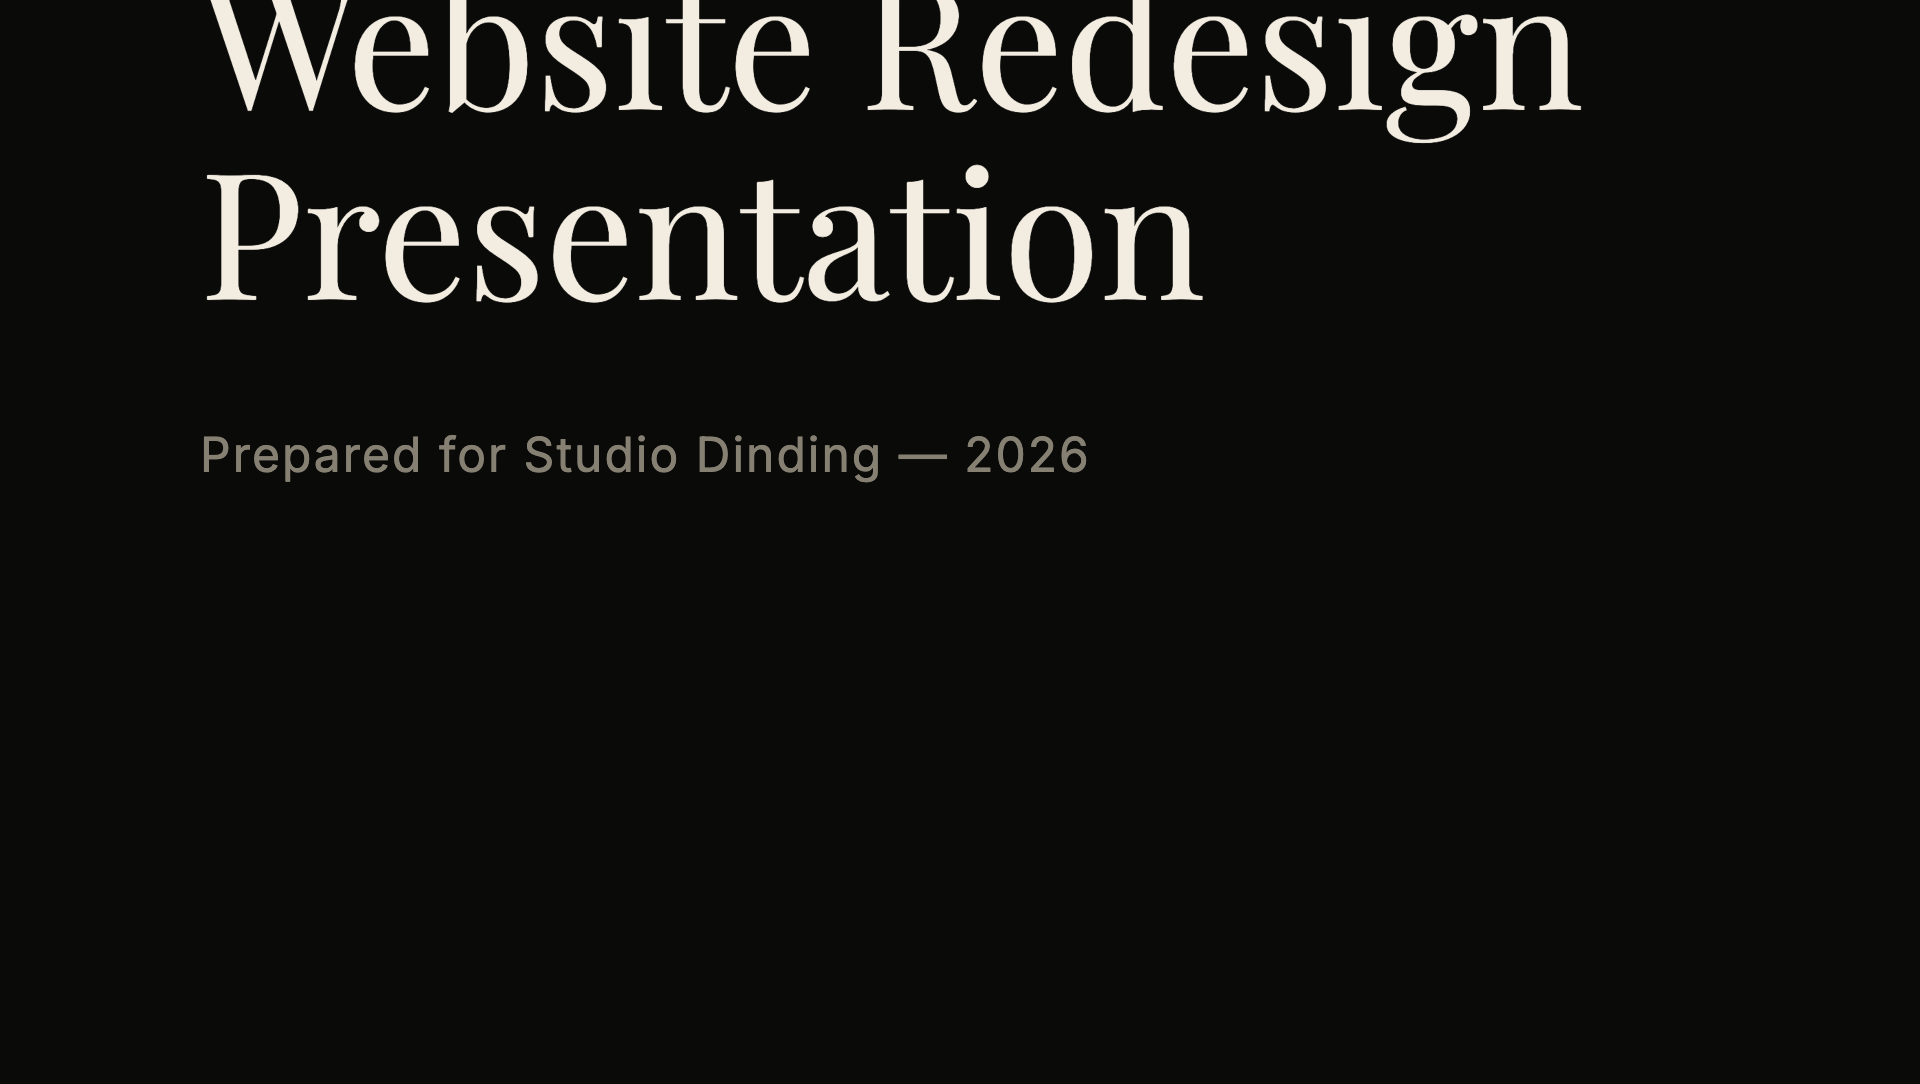 Website Redesign
Presentation
Prepared for Studio Dinding — 2026